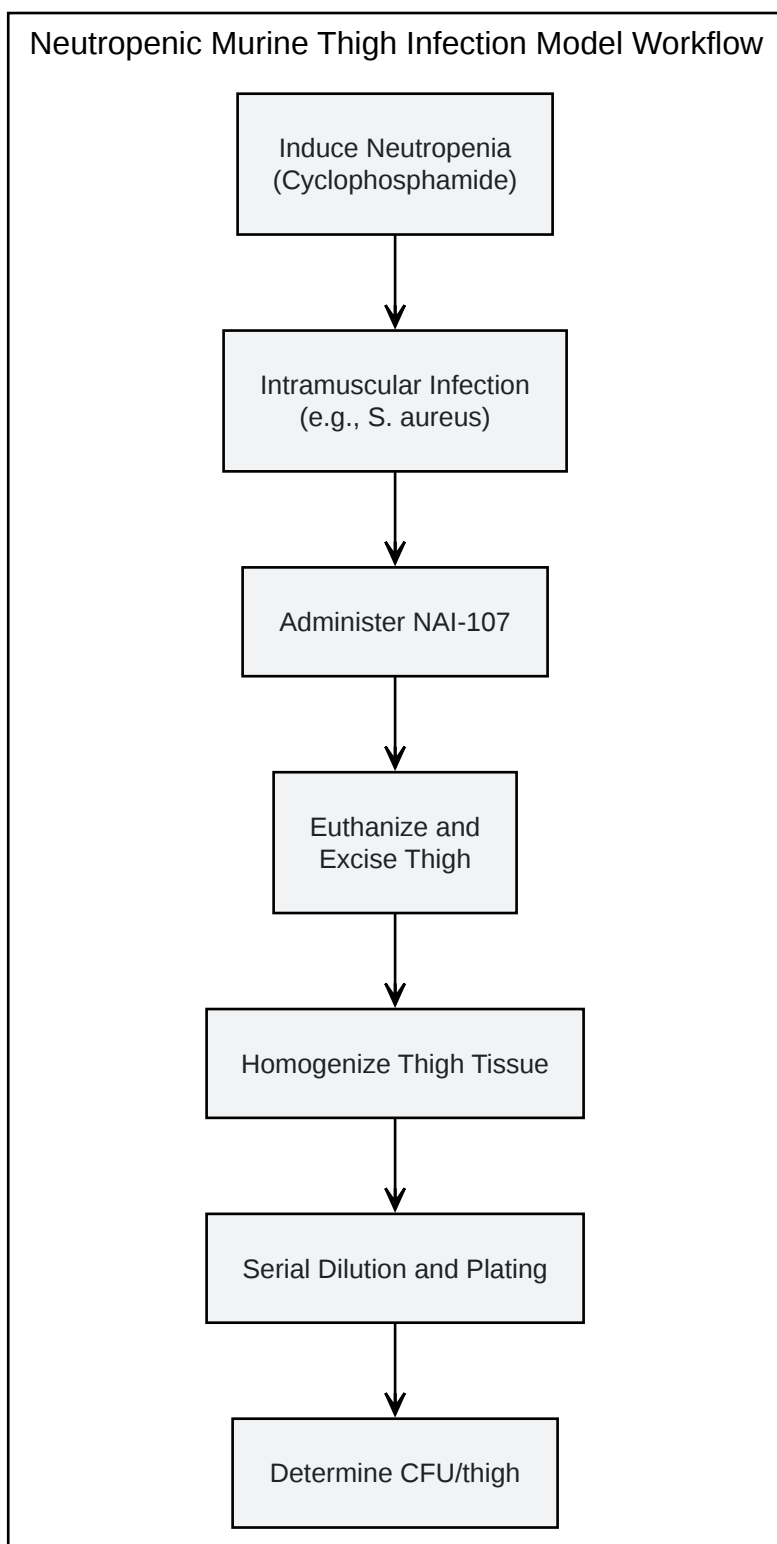 Neutropenic Murine Thigh Infection Model Workflow
Induce Neutropenia
(Cyclophosphamide)
Intramuscular Infection
(e.g., S. aureus)
Administer NAI-107
Euthanize and
Excise Thigh
Homogenize Thigh Tissue
Serial Dilution and Plating
Determine CFU/thigh